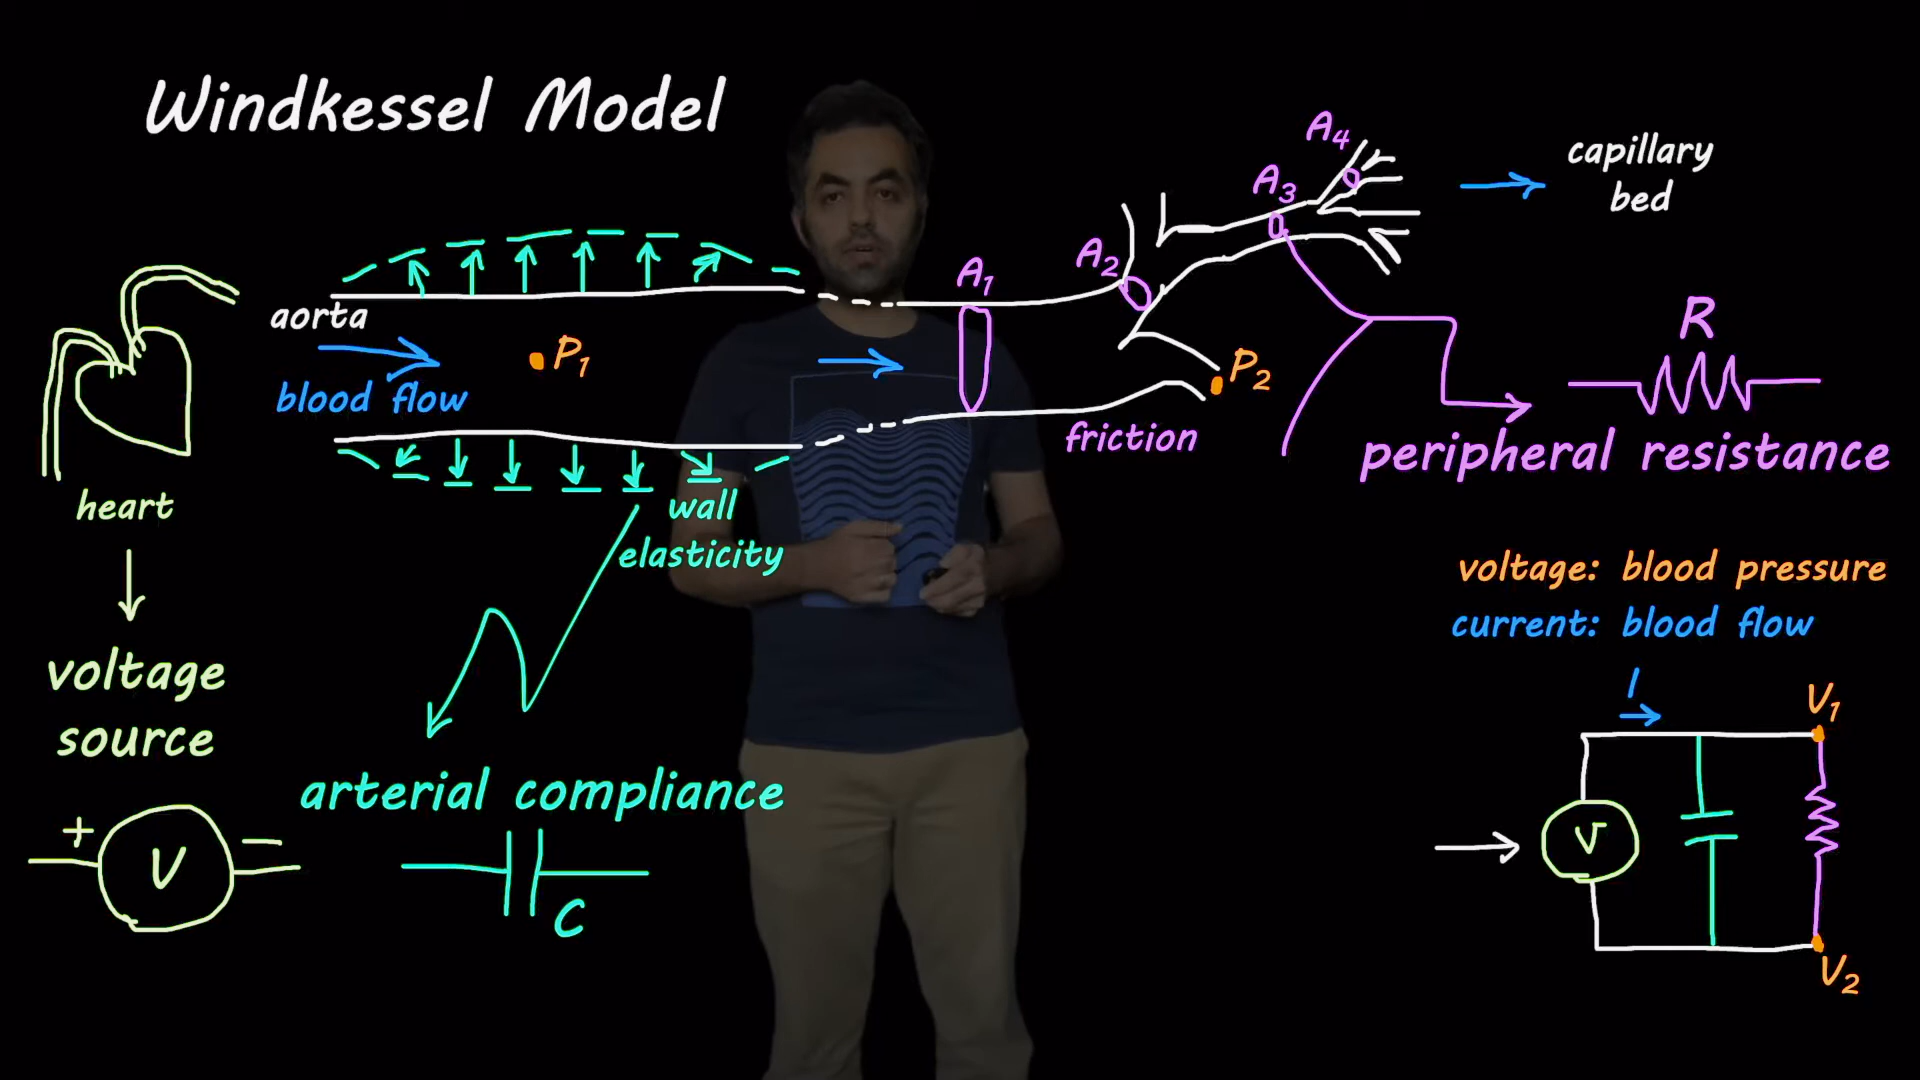 Windkessel Model
A1
A2
A3
A4
capillary
bed
aorta
blood flow
P1
P2
friction
R
peripheral resistance
heart
wall
elasticity
voltage
source
+
V
arterial compliance
C
voltage: blood pressure
current: blood flow
I
V1
V
V2